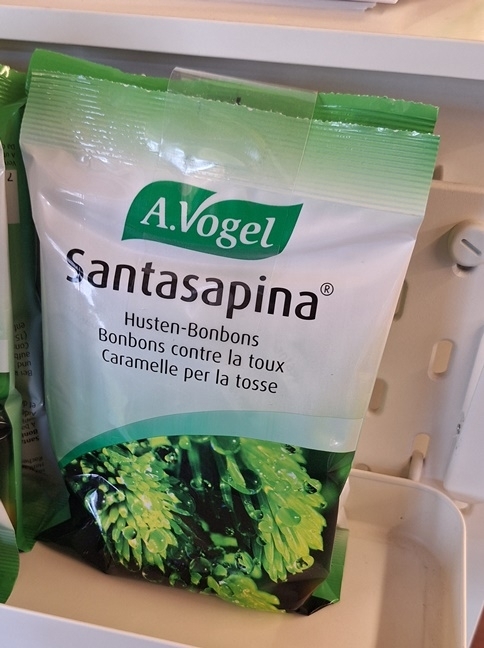 A.Vogel
Santasapina®
Husten-Bonbons
Bonbons contre la toux
Caramelle per la tosse